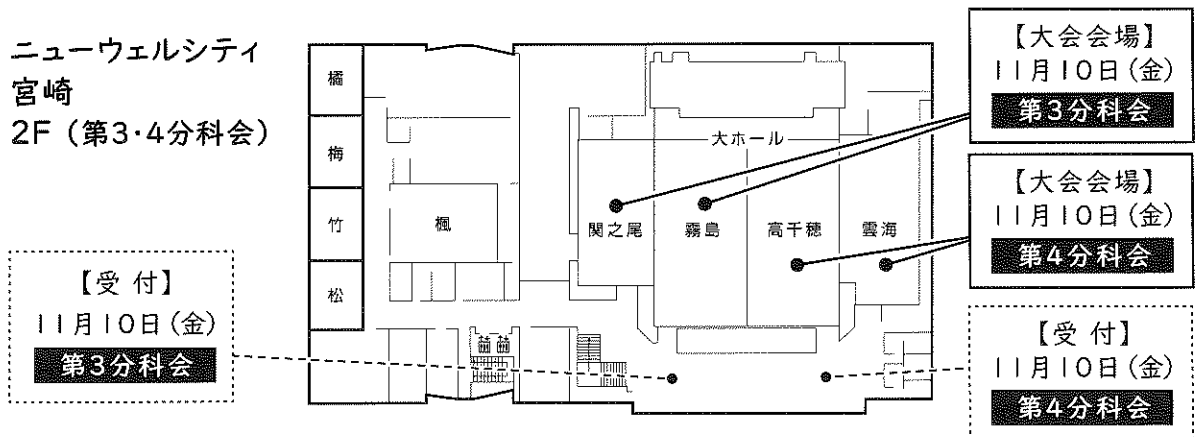 ニューウェルシティ
宮崎
2F（第3・4分科会）
【大会会場】
11月10日（金）
第3分科会
【大会会場】
11月10日（金）
第4分科会
【受 付】
11月10日（金）
第3分科会
【受 付】
11月10日（金）
第4分科会
橘
梅
竹
松
楓
大ホール
関之尾
霧島
高千穂
雲海